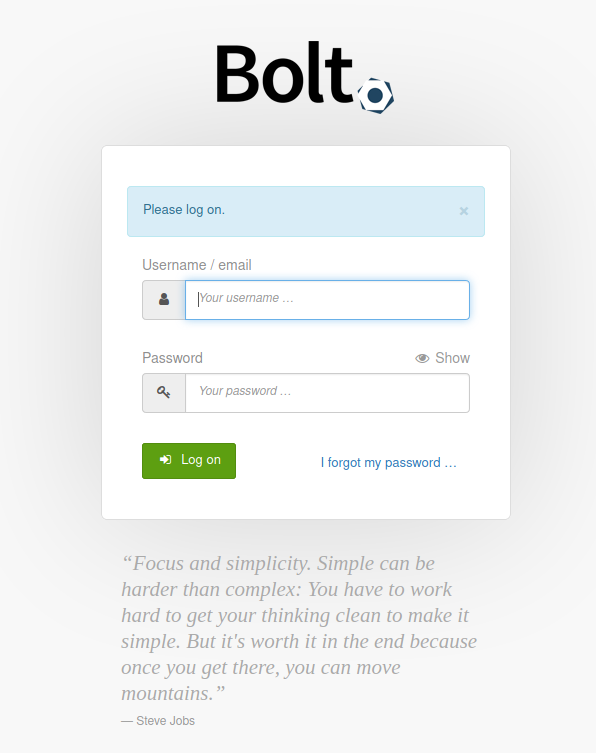 Bolt
Please log on.
×
Username / email
Your username …
Password
Show
Your password …
Log on
I forgot my password …
“Focus and simplicity. Simple can be
harder than complex: You have to work
hard to get your thinking clean to make it
simple. But it's worth it in the end because
once you get there, you can move
mountains.”
— Steve Jobs